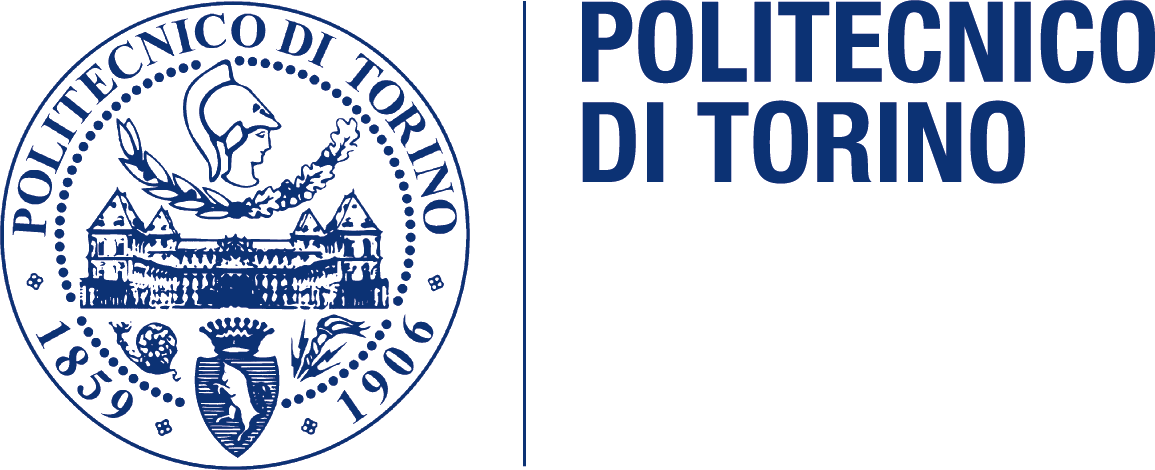 POLITECNICO DI TORINO
1859
1906
POLITECNICO
DI TORINO